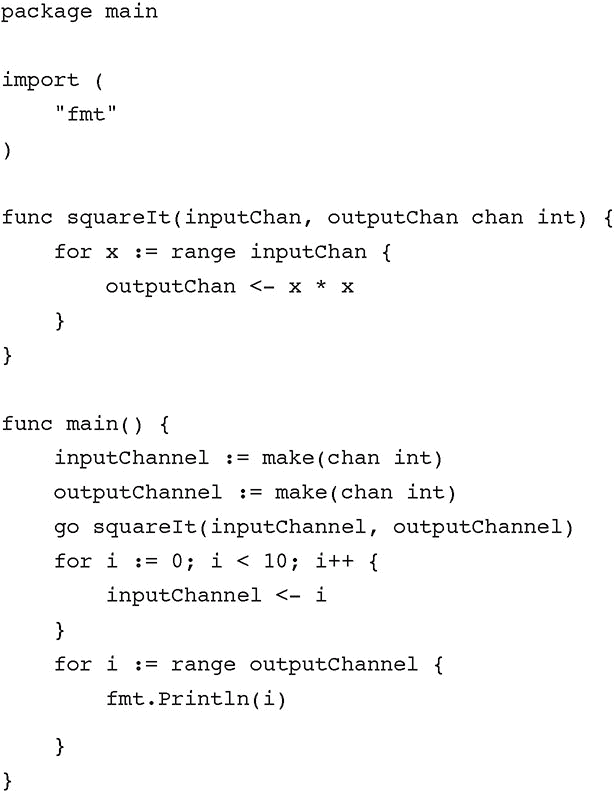 package main
import (
    "fmt"
)
func squareIt(inputChan, outputChan chan int) {
    for x := range inputChan {
        outputChan <- x * x
    }
}
func main() {
    inputChannel := make(chan int)
    outputChannel := make(chan int)
    go squareIt(inputChannel, outputChannel)
    for i := 0; i < 10; i++ {
        inputChannel <- i
    }
    for i := range outputChannel {
        fmt.Println(i)
    }
}